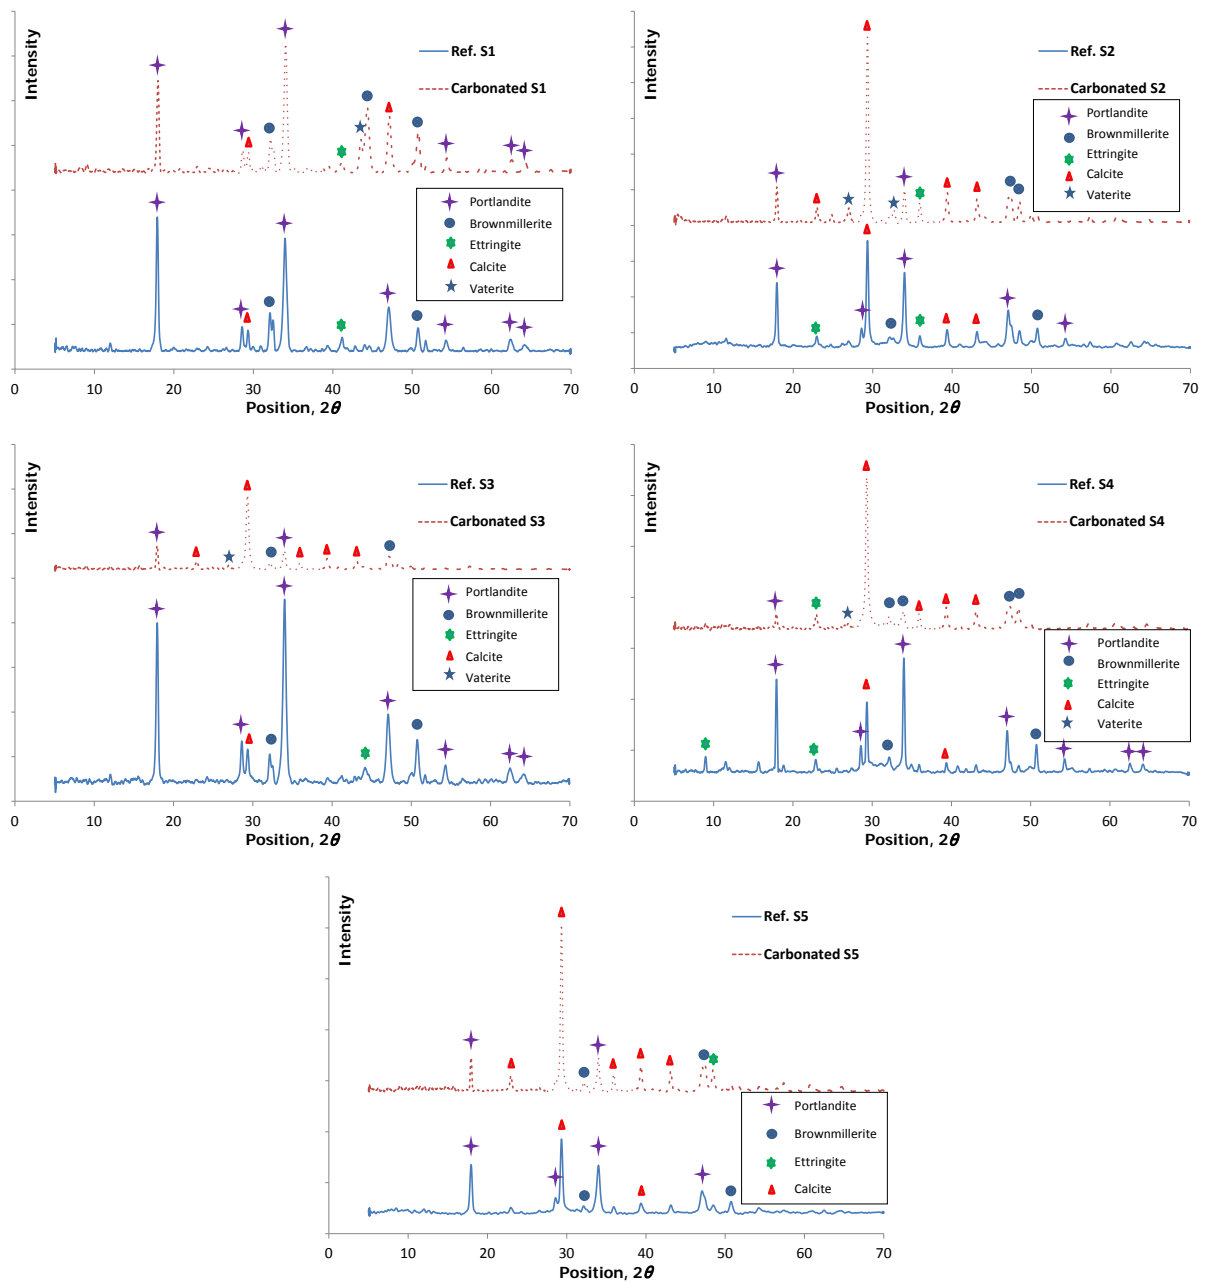 Intensity
Ref. S1
Carbonated S1
Portlandite
Brownmillerite
Ettringite
Calcite
Vaterite
0 10 20 30 40 50 60 70
Position, 2θ
Intensity
Ref. S2
Carbonated S2
Portlandite
Brownmillerite
Ettringite
Calcite
Vaterite
0 10 20 30 40 50 60 70
Position, 2θ
Intensity
Ref. S3
Carbonated S3
Portlandite
Brownmillerite
Ettringite
Calcite
Vaterite
0 10 20 30 40 50 60 70
Position, 2θ
Intensity
Ref. S4
Carbonated S4
Portlandite
Brownmillerite
Ettringite
Calcite
Vaterite
0 10 20 30 40 50 60 70
Position, 2θ
Intensity
Ref. S5
Carbonated S5
Portlandite
Brownmillerite
Ettringite
Calcite
0 10 20 30 40 50 60 70
Position, 2θ